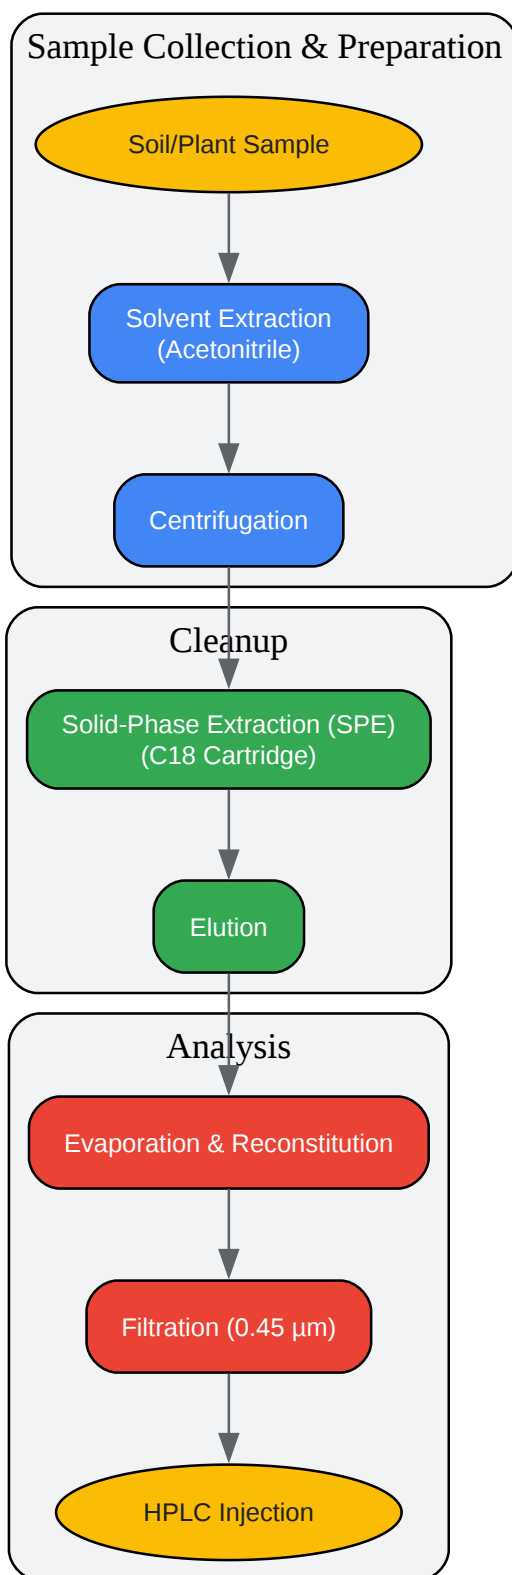 Sample Collection & Preparation
Soil/Plant Sample
Solvent Extraction
(Acetonitrile)
Centrifugation
Cleanup
Solid-Phase Extraction (SPE)
(C18 Cartridge)
Elution
Analysis
Evaporation & Reconstitution
Filtration (0.45 µm)
HPLC Injection